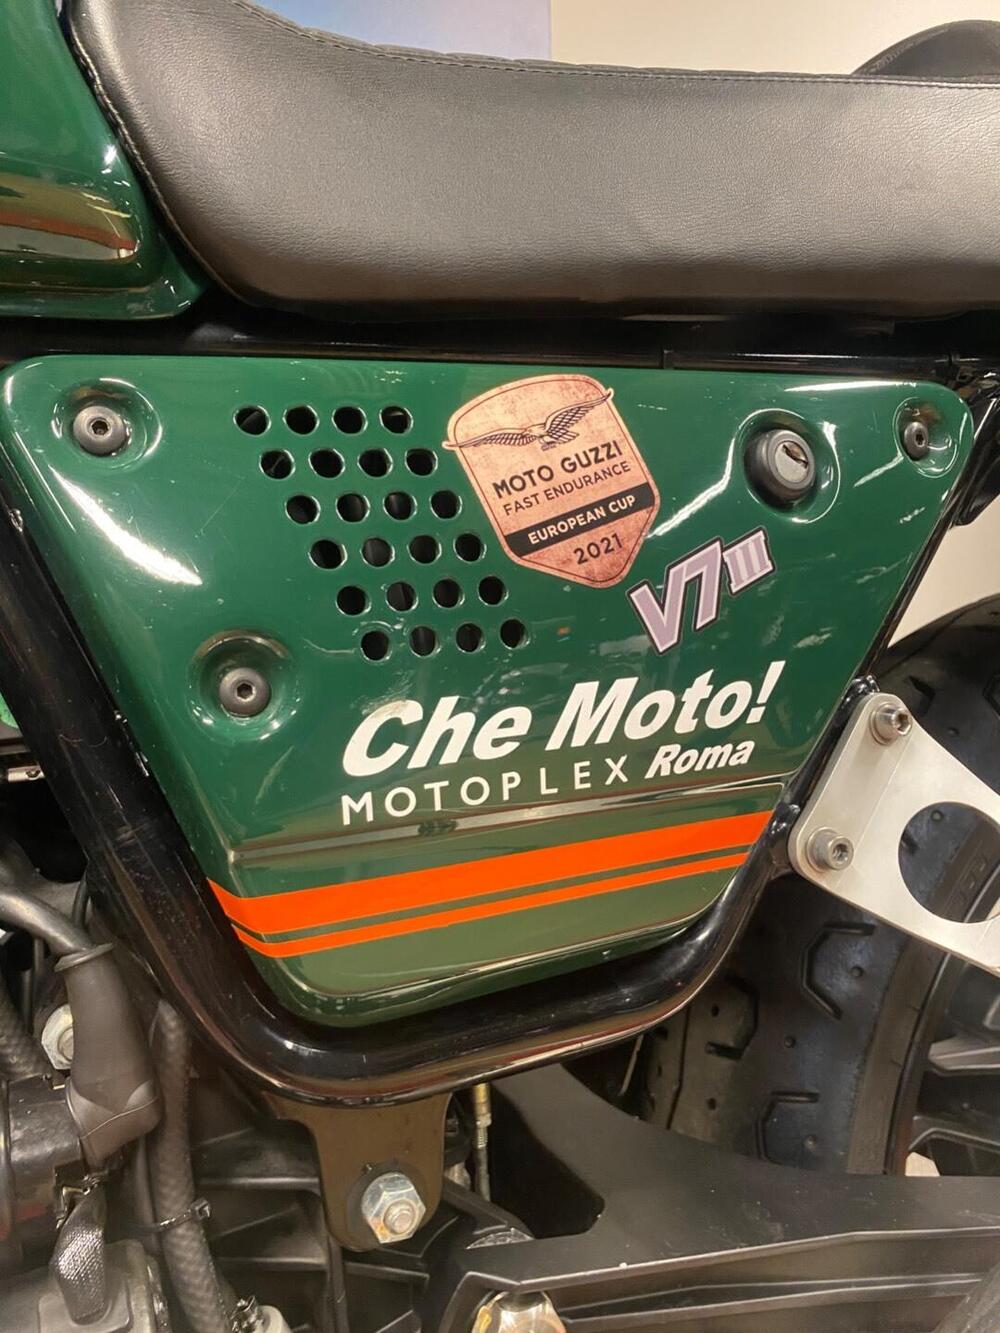 MOTO GUZZI
FAST ENDURANCE
EUROPEAN CUP
2021
V7III
Che Moto!
MOTOPLEX Roma